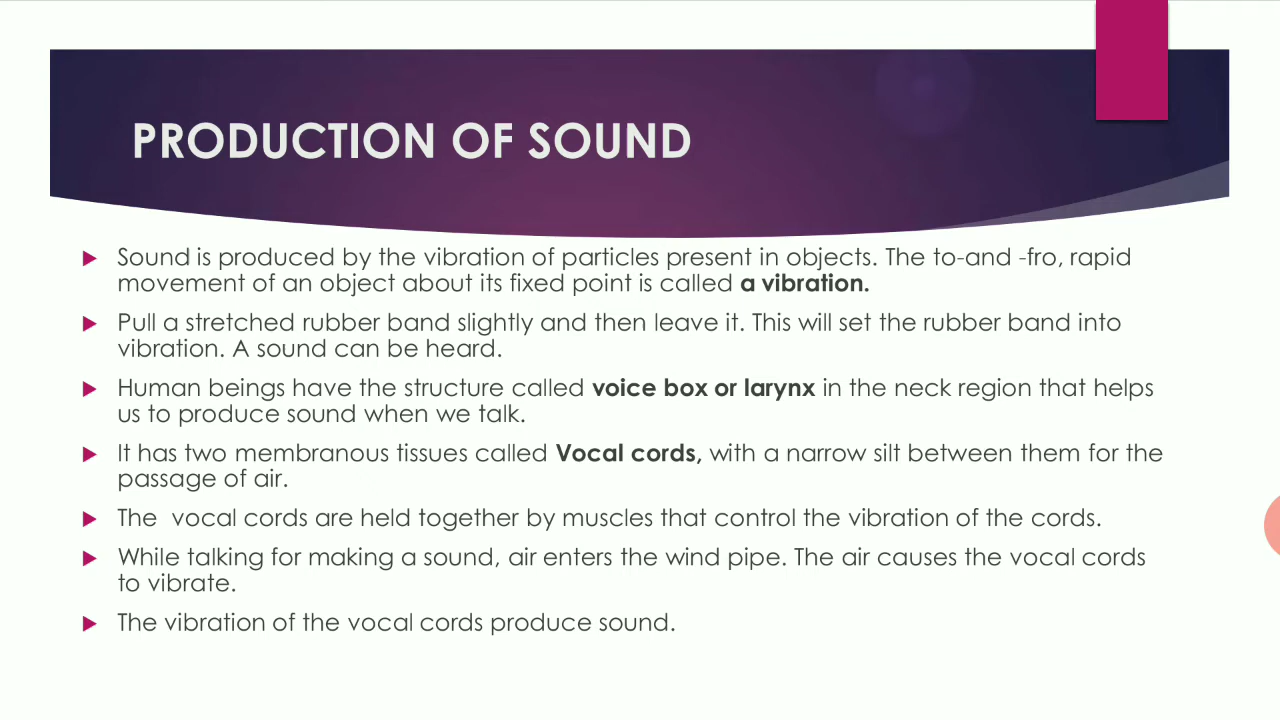 PRODUCTION OF SOUND
Sound is produced by the vibration of particles present in objects. The to-and -fro, rapid
movement of an object about its fixed point is called a vibration.
Pull a stretched rubber band slightly and then leave it. This will set the rubber band into
vibration. A sound can be heard.
Human beings have the structure called voice box or larynx in the neck region that helps
us to produce sound when we talk.
It has two membranous tissues called Vocal cords, with a narrow silt between them for the
passage of air.
The  vocal cords are held together by muscles that control the vibration of the cords.
While talking for making a sound, air enters the wind pipe. The air causes the vocal cords
to vibrate.
The vibration of the vocal cords produce sound.